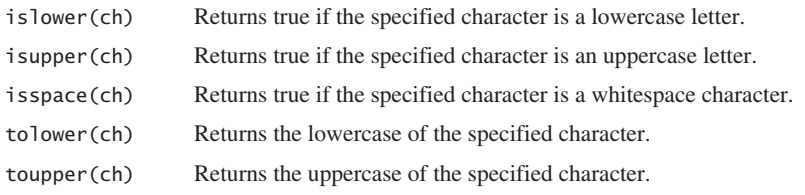 islower(ch) Returns true if the specified character is a lowercase letter.
isupper(ch) Returns true if the specified character is an uppercase letter.
isspace(ch) Returns true if the specified character is a whitespace character.
tolower(ch) Returns the lowercase of the specified character.
toupper(ch) Returns the uppercase of the specified character.